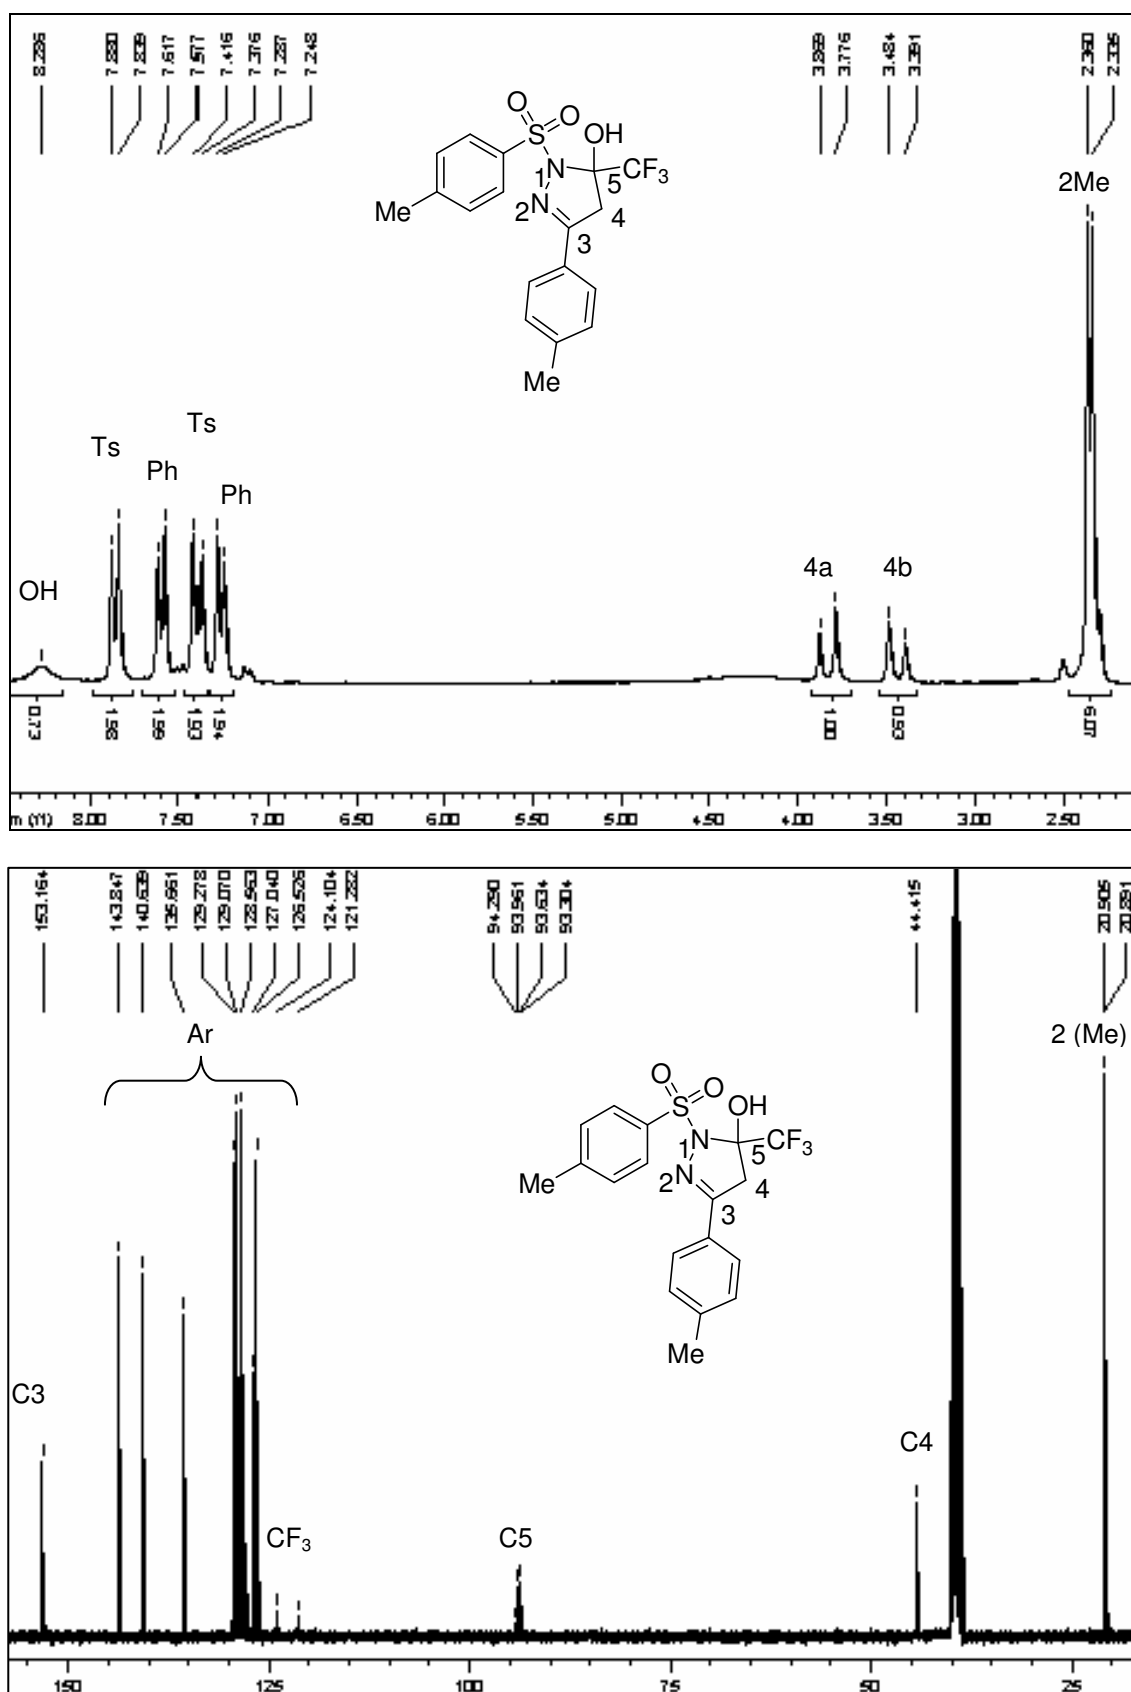 8.286 7.880 7.839 7.617 7.577 7.416 7.376 7.287 7.248 3.869 3.776 3.484 3.391 2.360 2.335
O
O
S
OH
N
1
5
CF3
2
N
4
3
Me
Me
2Me
Ts
Ts
Ph
Ph
OH
4a
4b
0.73 1.98 1.99 1.93 1.94 1.00 0.93 6.07
8.00 7.50 7.00 6.50 6.00 5.50 5.00 4.50 4.00 3.50 3.00 2.50
153.164 143.847 140.639 135.661 129.278 129.070 128.563 127.040 126.526 124.104 121.282 94.290 93.961 93.634 93.304 44.415 20.905 20.891
Ar
2 (Me)
O
O
S
OH
N
1
5
CF3
2
N
4
3
Me
Me
C3
CF3
C5
C4
150 125 100 75 50 25